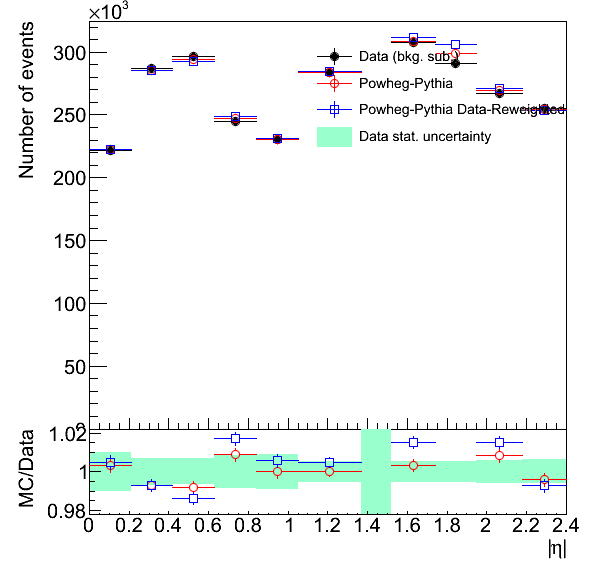 ×10³
Number of events
300
250
200
150
100
50
Data (bkg. sub
Powheg-Pythia
Powheg-Pythia Data-Reweighted
Data stat. uncertainty
MC/Data
1.02
1
0.98
0 0.2 0.4 0.6 0.8 1 1.2 1.4 1.6 1.8 2 2.2 2.4
|η|